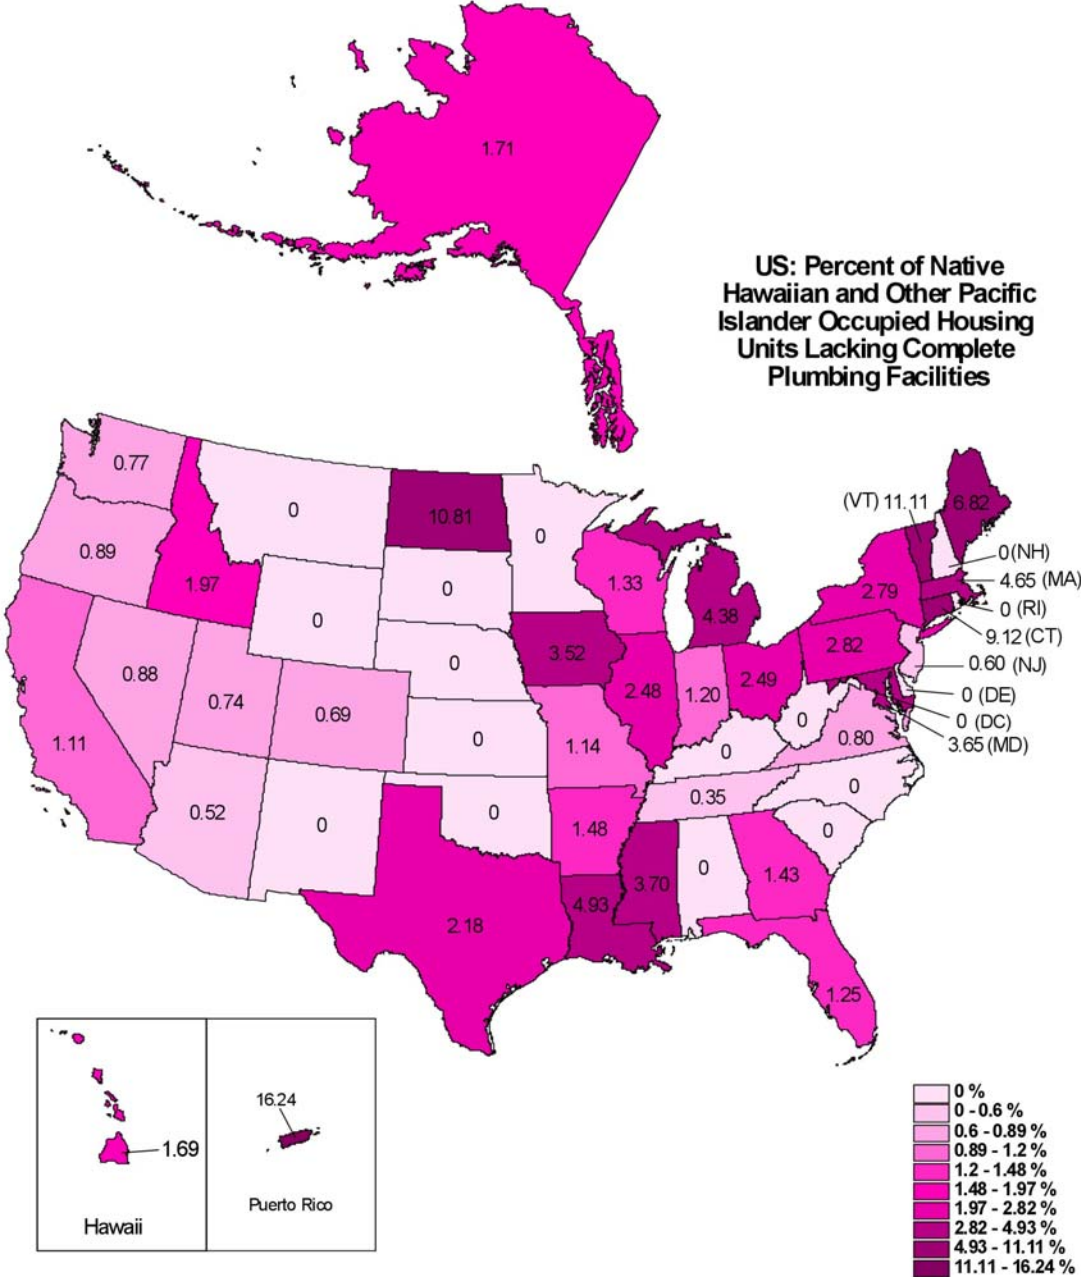 1.71
US: Percent of Native
Hawaiian and Other Pacific
Islander Occupied Housing
Units Lacking Complete
Plumbing Facilities
0.77
0
10.81
0
(VT) 11.11
6.82
0.89
1.97
0
0
1.33
4.38
2.79
0(NH)
4.65 (MA)
0 (RI)
9.12(CT)
0.60 (NJ)
0 (DE)
0 (DC)
3.65(MD)
0.88
0.74
0.69
0
3.52
2.48
1.20
2.49
2.82
0
1.11
0
1.14
0
0.80
0.52
0
0
1.48
0.35
0
0
2.18
4.93
3.70
0
1.43
1.25
1.69
Hawaii
16.24
Puerto Rico
0 %
0 - 0.6 %
0.6 - 0.89 %
0.89 - 1.2 %
1.2 - 1.48 %
1.48 - 1.97 %
1.97 - 2.82 %
2.82 - 4.93 %
4.93 - 11.11 %
11.11 - 16.24 %